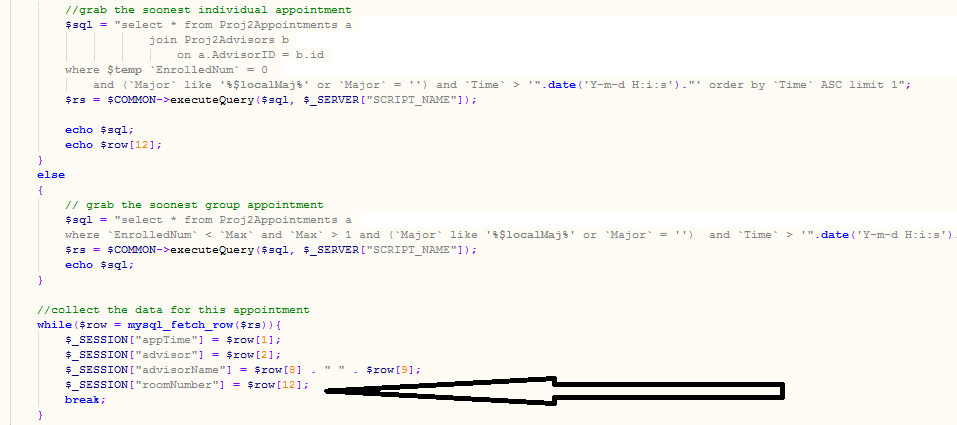 //grab the soonest individual appointment
$sql = "select * from Proj2Appointments a
join Proj2Advisors b
on a.AdvisorID = b.id
where $temp `EnrolledNum` = 0
and (`Major` like '%$localMaj%' or `Major` = '') and `Time` > '".date('Y-m-d H:i:s')."' order by `Time` ASC limit 1";
$rs = $COMMON->executeQuery($sql, $_SERVER["SCRIPT_NAME"]);
echo $sql;
echo $row[12];
}
else
{
// grab the soonest group appointment
$sql = "select * from Proj2Appointments a
where `EnrolledNum` < `Max` and `Max` > 1 and (`Major` like '%$localMaj%' or `Major` = '')  and `Time` > '".date('Y-m-d H:i:s').
$rs = $COMMON->executeQuery($sql, $_SERVER["SCRIPT_NAME"]);
echo $sql;
}
//collect the data for this appointment
while($row = mysql_fetch_row($rs)){
$_SESSION["appTime"] = $row[1];
$_SESSION["advisor"] = $row[2];
$_SESSION["advisorName"] = $row[8] . " " . $row[9];
$_SESSION["roomNumber"] = $row[12];
break;
}